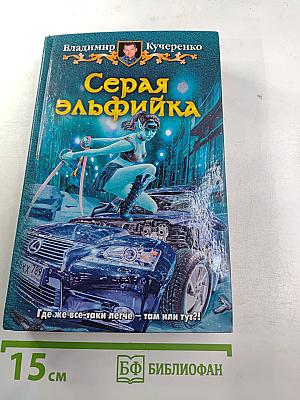 Владимир Кучеренко
Серая
эльфийка
Где же все-таки легче – там или тут?!
15 см
БФ БИБЛИОФАН